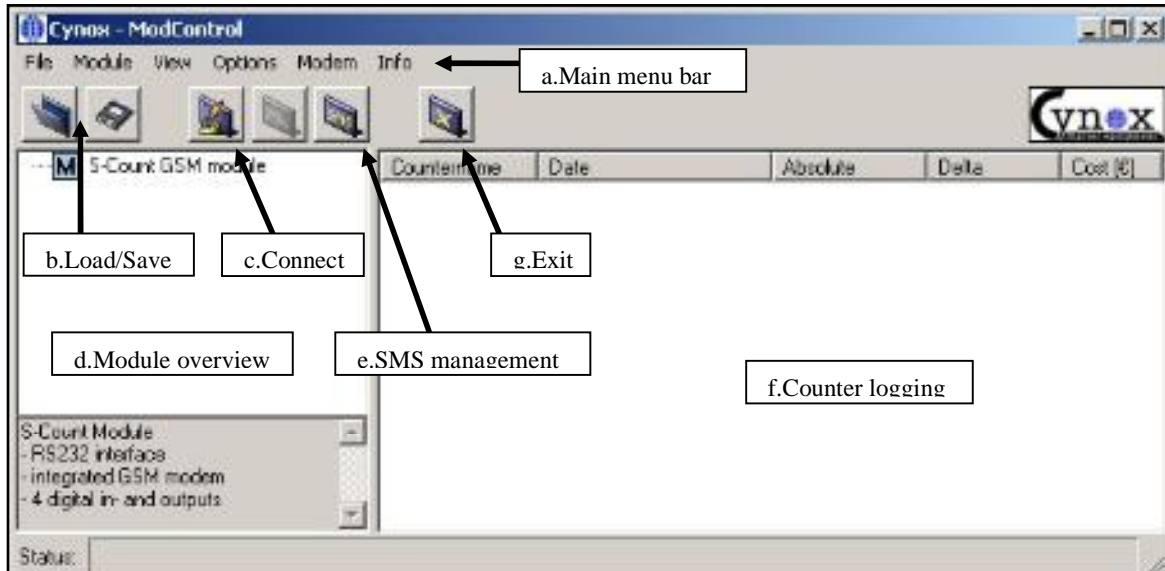 Cynox - ModControl
File Module View Options Modem Info
a.Main menu bar
Cynox
M S-Count GSM module
Countername Date Absolute Delta Cost [€]
b.Load/Save
c.Connect
g.Exit
d.Module overview
e.SMS management
f.Counter logging
S-Count Module
- RS232 interface
- integrated GSM modem
- 4 digital in- and outputs
Status: